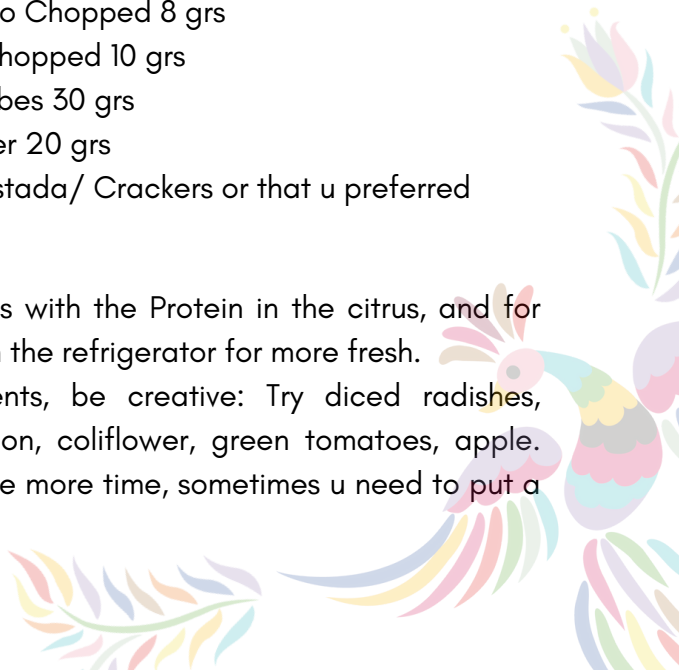 o Chopped 8 grs
hopped 10 grs
bes 30 grs
er 20 grs
stada/ Crackers or that u preferred
s with the Protein in the citrus, and for
the refrigerator for more fresh.
ents, be creative: Try diced radishes,
on, coliflower, green tomatoes, apple.
e more time, sometimes u need to put a